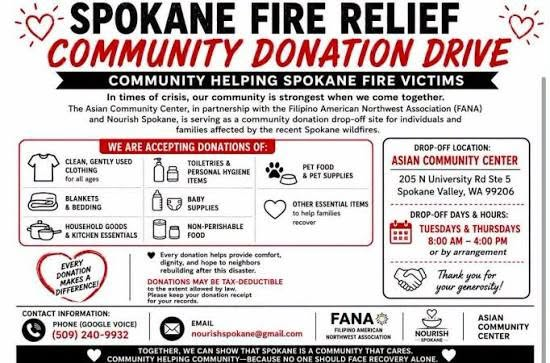 SPOKANE FIRE RELIEF
COMMUNITY DONATION DRIVE
COMMUNITY HELPING SPOKANE FIRE VICTIMS
In times of crisis, our community is strongest when we come together.
The Asian Community Center, in partnership with the Filipino American Northwest Association (FANA)
and Nourish Spokane, is serving as a community donation drop-off site for individuals and
families affected by the recent Spokane wildfires.
WE ARE ACCEPTING DONATIONS OF:
CLEAN, GENTLY USED
CLOTHING
for all ages
BLANKETS
& BEDDING
HOUSEHOLD GOODS
& KITCHEN ESSENTIALS
TOILETRIES &
PERSONAL HYGIENE
ITEMS
BABY
SUPPLIES
NON-PERISHABLE
FOOD
PET FOOD
& PET SUPPLIES
OTHER ESSENTIAL ITEMS
to help families
recover
DROP-OFF LOCATION:
ASIAN COMMUNITY CENTER
205 N University Rd Ste 5
Spokane Valley, WA 99206
DROP-OFF DAYS & HOURS:
TUESDAYS & THURSDAYS
8:00 AM – 4:00 PM
or by arrangement
Thank you for
your generosity!
EVERY
DONATION
MAKES A
DIFFERENCE!
Every donation helps provide comfort,
dignity, and hope to neighbors
rebuilding after this disaster.
DONATIONS MAY BE TAX-DEDUCTIBLE
to the extent allowed by law.
Please keep your donation receipt
for your records.
CONTACT INFORMATION:
PHONE (GOOGLE VOICE)
(509) 240-9932
EMAIL
nourishspokane@gmail.com
FANA
FILIPINO AMERICAN
NORTHWEST ASSOCIATION
NOURISH
SPOKANE
ASIAN
COMMUNITY
CENTER
TOGETHER, WE CAN SHOW THAT SPOKANE IS A COMMUNITY THAT CARES.
COMMUNITY HELPING COMMUNITY—BECAUSE NO ONE SHOULD FACE RECOVERY ALONE.